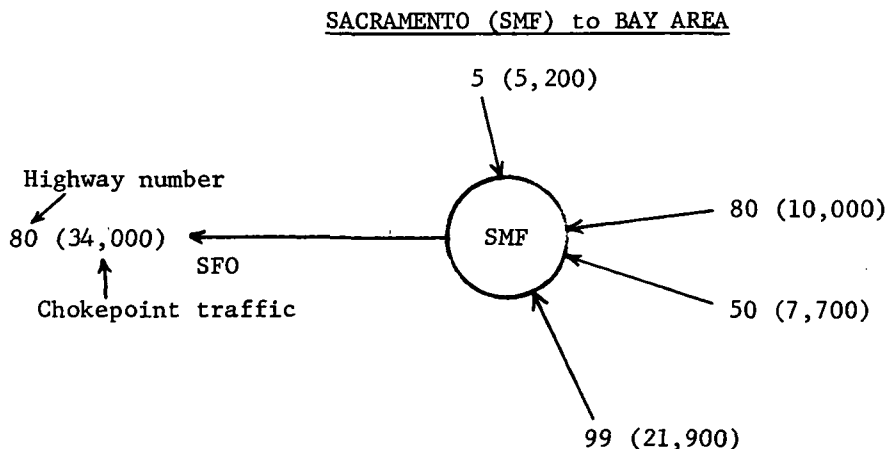 SACRAMENTO (SMF) to BAY AREA
5 (5,200)
Highway number
80 (34,000)
SFO
Chokepoint traffic
SMF
80 (10,000)
50 (7,700)
99 (21,900)